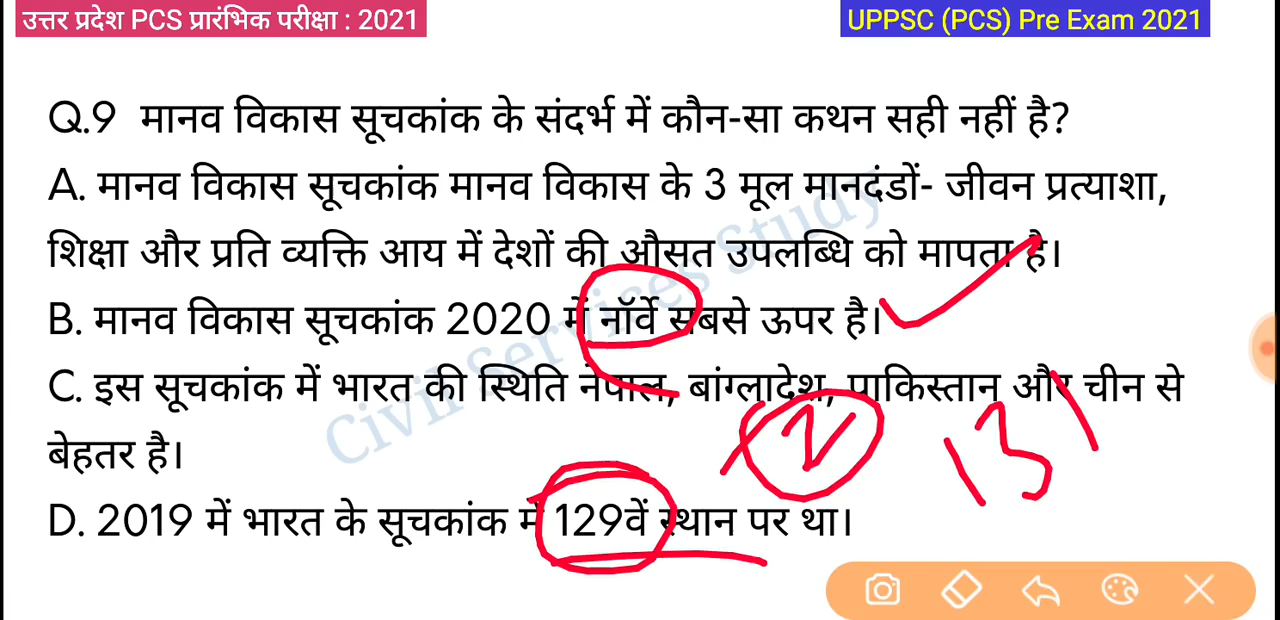 उत्तर प्रदेश PCS प्रारंभिक परीक्षा : 2021
UPPSC (PCS) Pre Exam 2021
Q.9 मानव विकास सूचकांक के संदर्भ में कौन-सा कथन सही नहीं है?
A. मानव विकास सूचकांक मानव विकास के 3 मूल मानदंडों- जीवन प्रत्याशा,
शिक्षा और प्रति व्यक्ति आय में देशों की औसत उपलब्धि को मापता है।
B. मानव विकास सूचकांक 2020 में नॉर्वे सबसे ऊपर है।
C. इस सूचकांक में भारत की स्थिति नेपाल, बांग्लादेश, पाकिस्तान और चीन से
बेहतर है।
D. 2019 में भारत के सूचकांक में 129वें स्थान पर था।
131
Civil Services Study